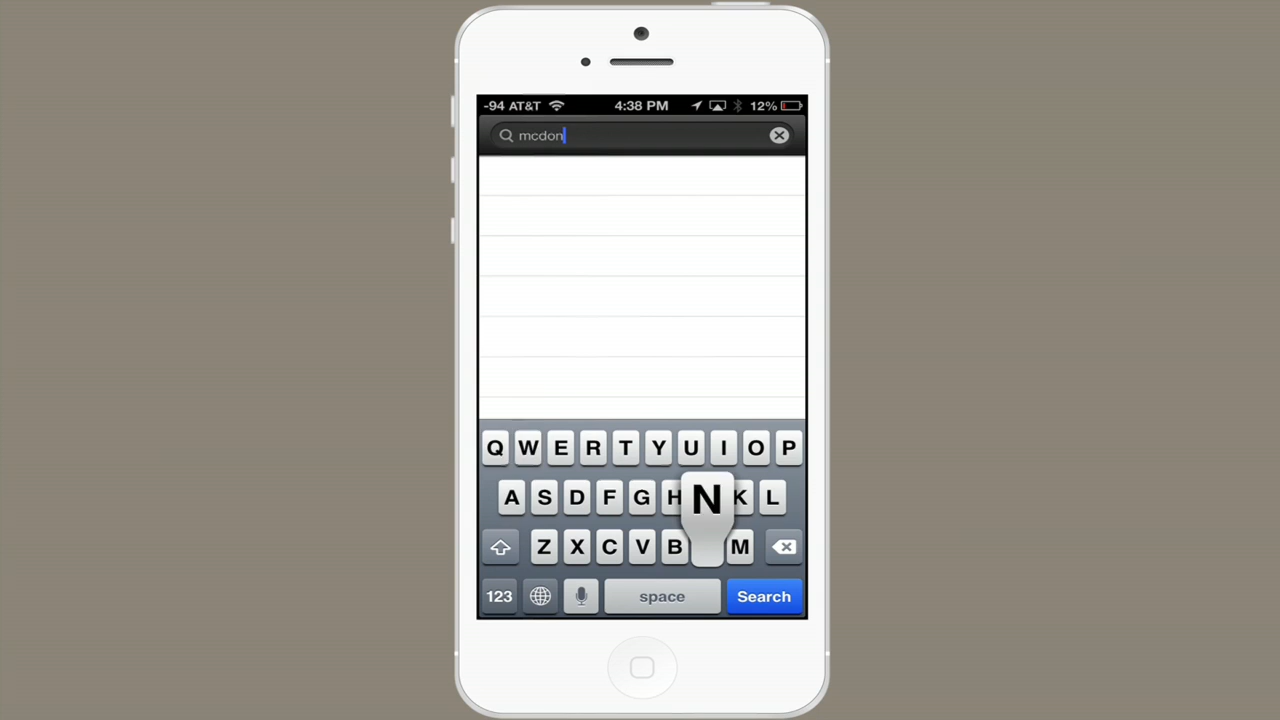 -94 AT&T 4:38 PM 12%
mcdon
Q W E R T Y U I O P
A S D F G H N K L
Z X C V B M
123 space Search